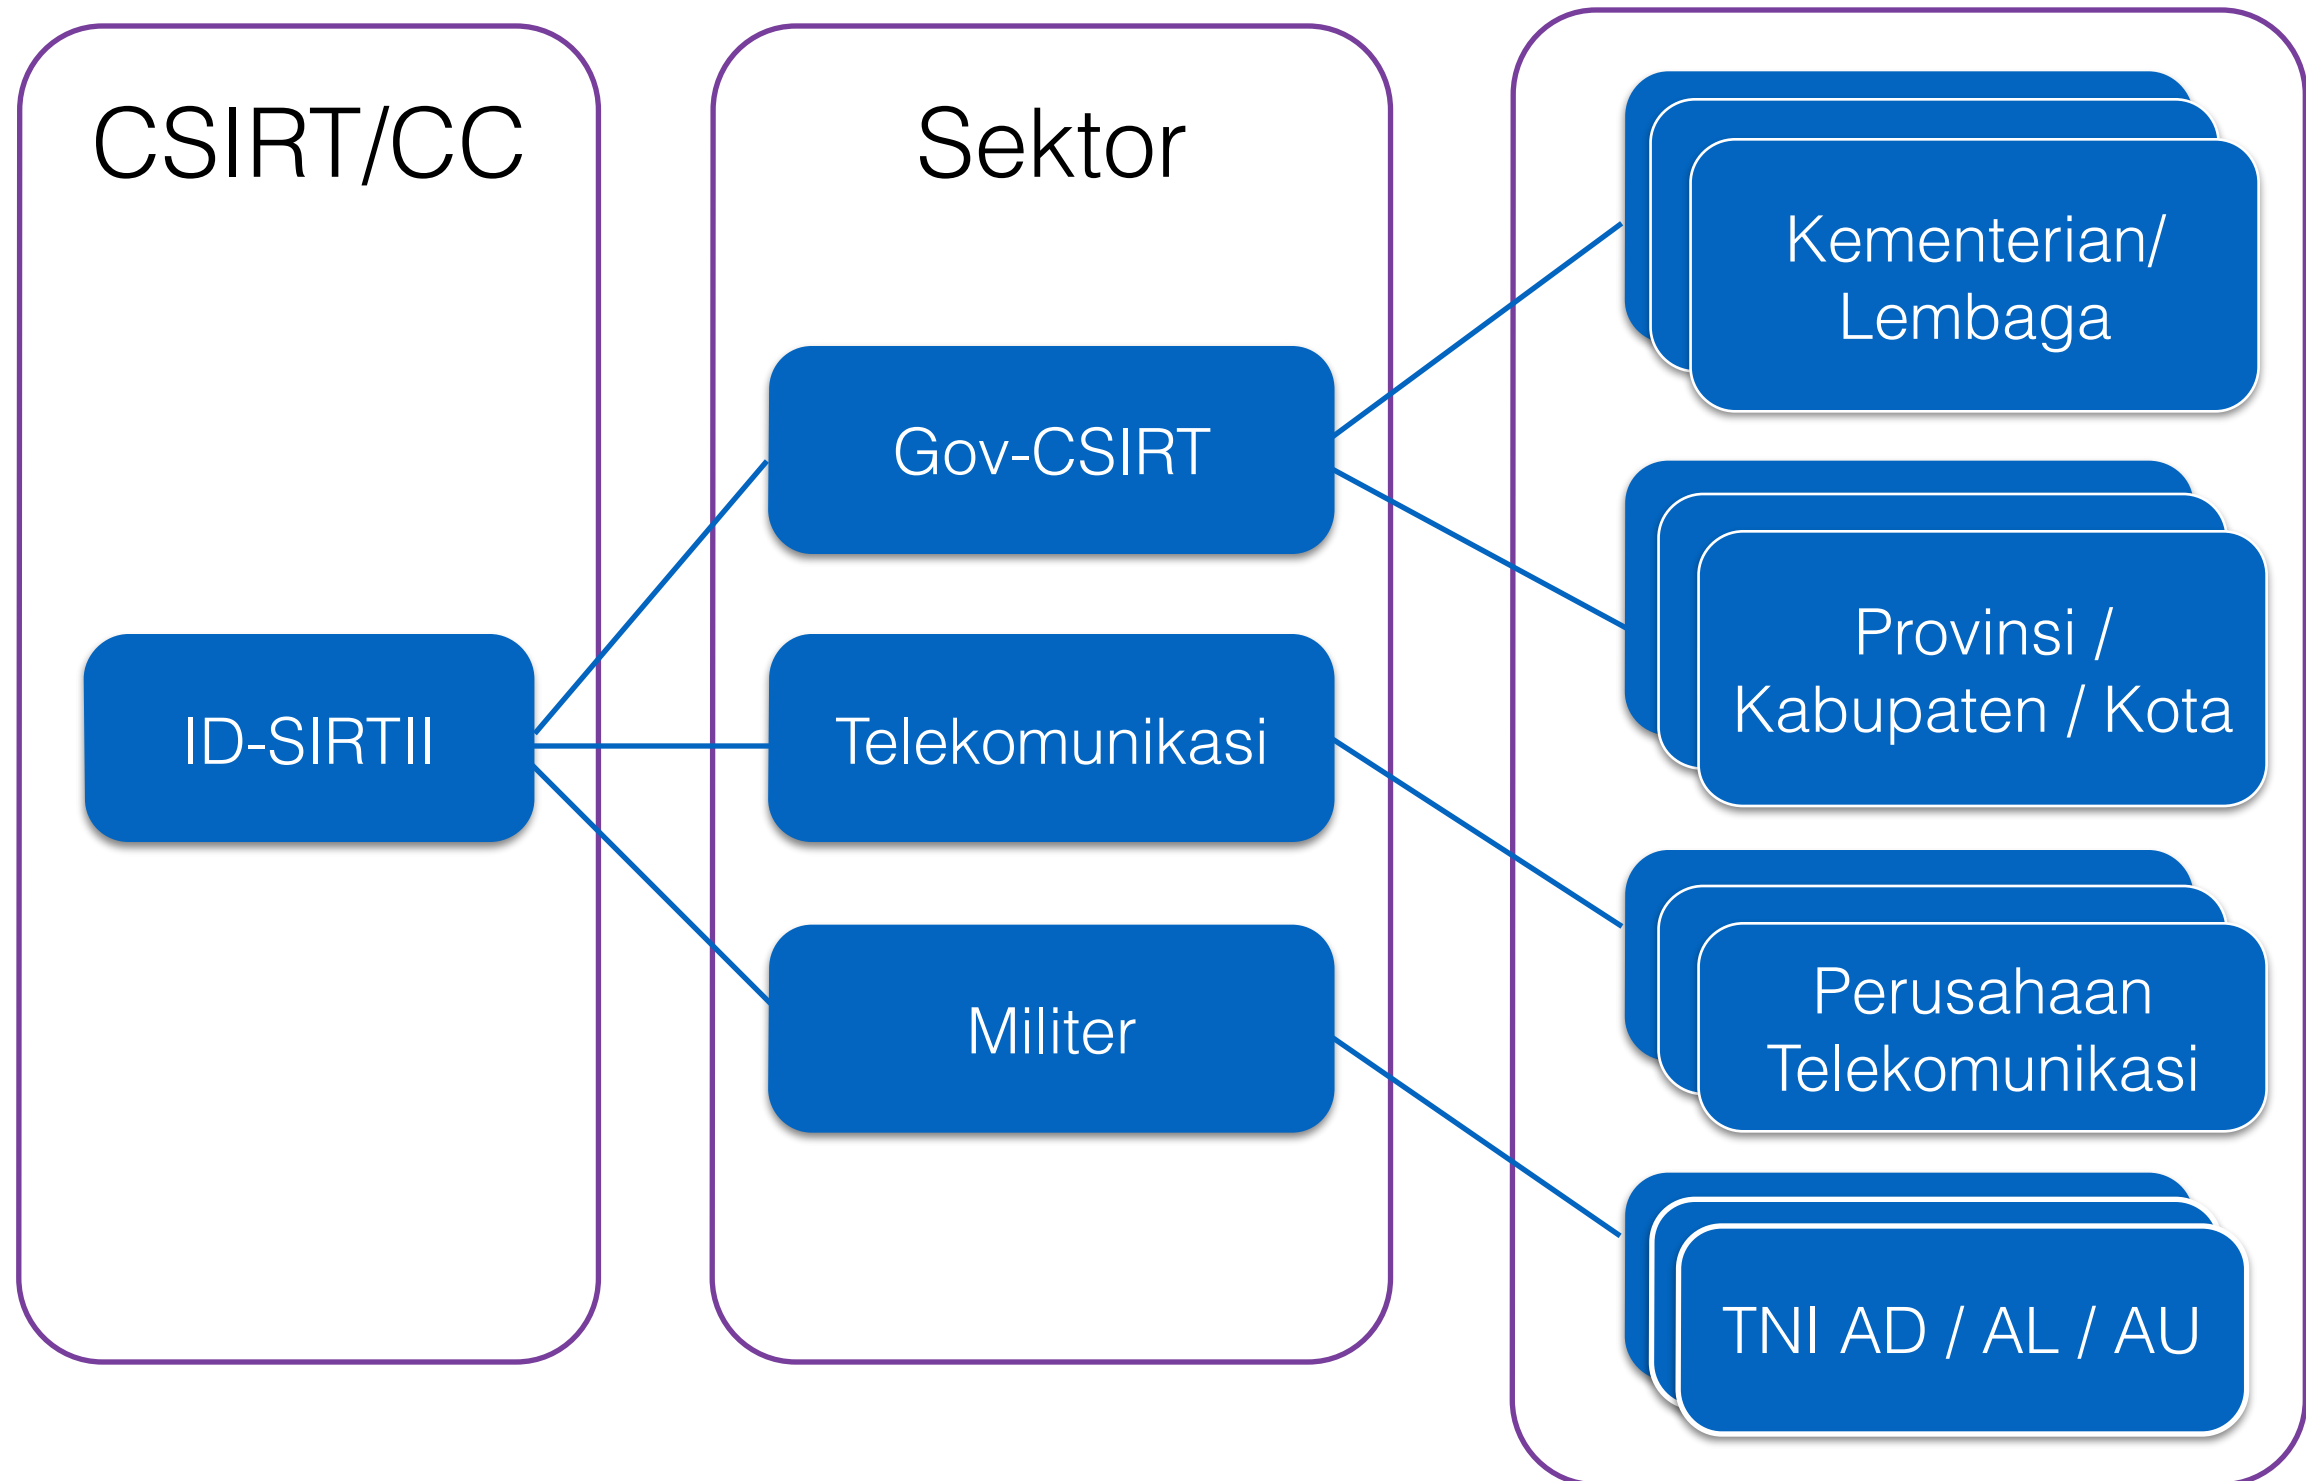 CSIRT/CC
ID-SIRTII
Sektor
Gov-CSIRT
Telekomunikasi
Militer
Kementerian/
Lembaga
Provinsi /
Kabupaten / Kota
Perusahaan
Telekomunikasi
TNI AD / AL / AU